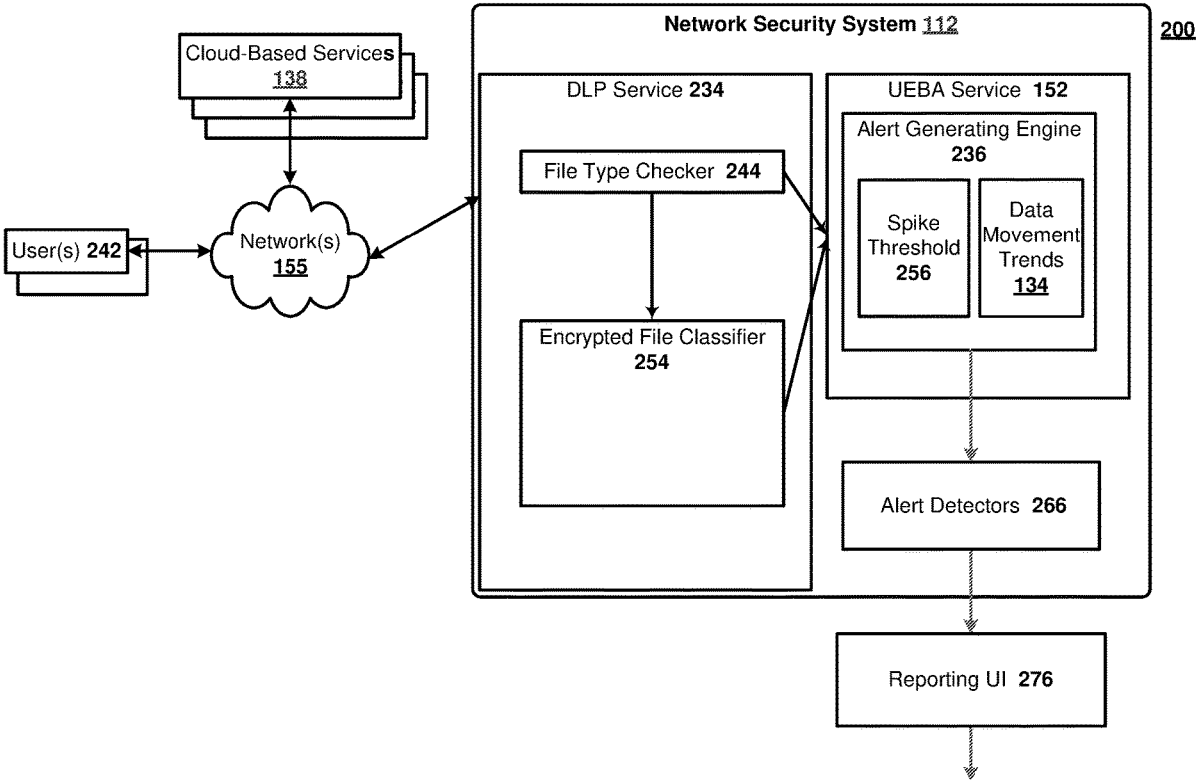 Network Security System 112
200
Cloud-Based Services
138
DLP Service 234
UEBA Service 152
Alert Generating Engine
236
File Type Checker 244
Spike
Threshold
256
Data
Movement
Trends
134
User(s) 242
Network(s)
155
Encrypted File Classifier
254
Alert Detectors 266
Reporting UI 276